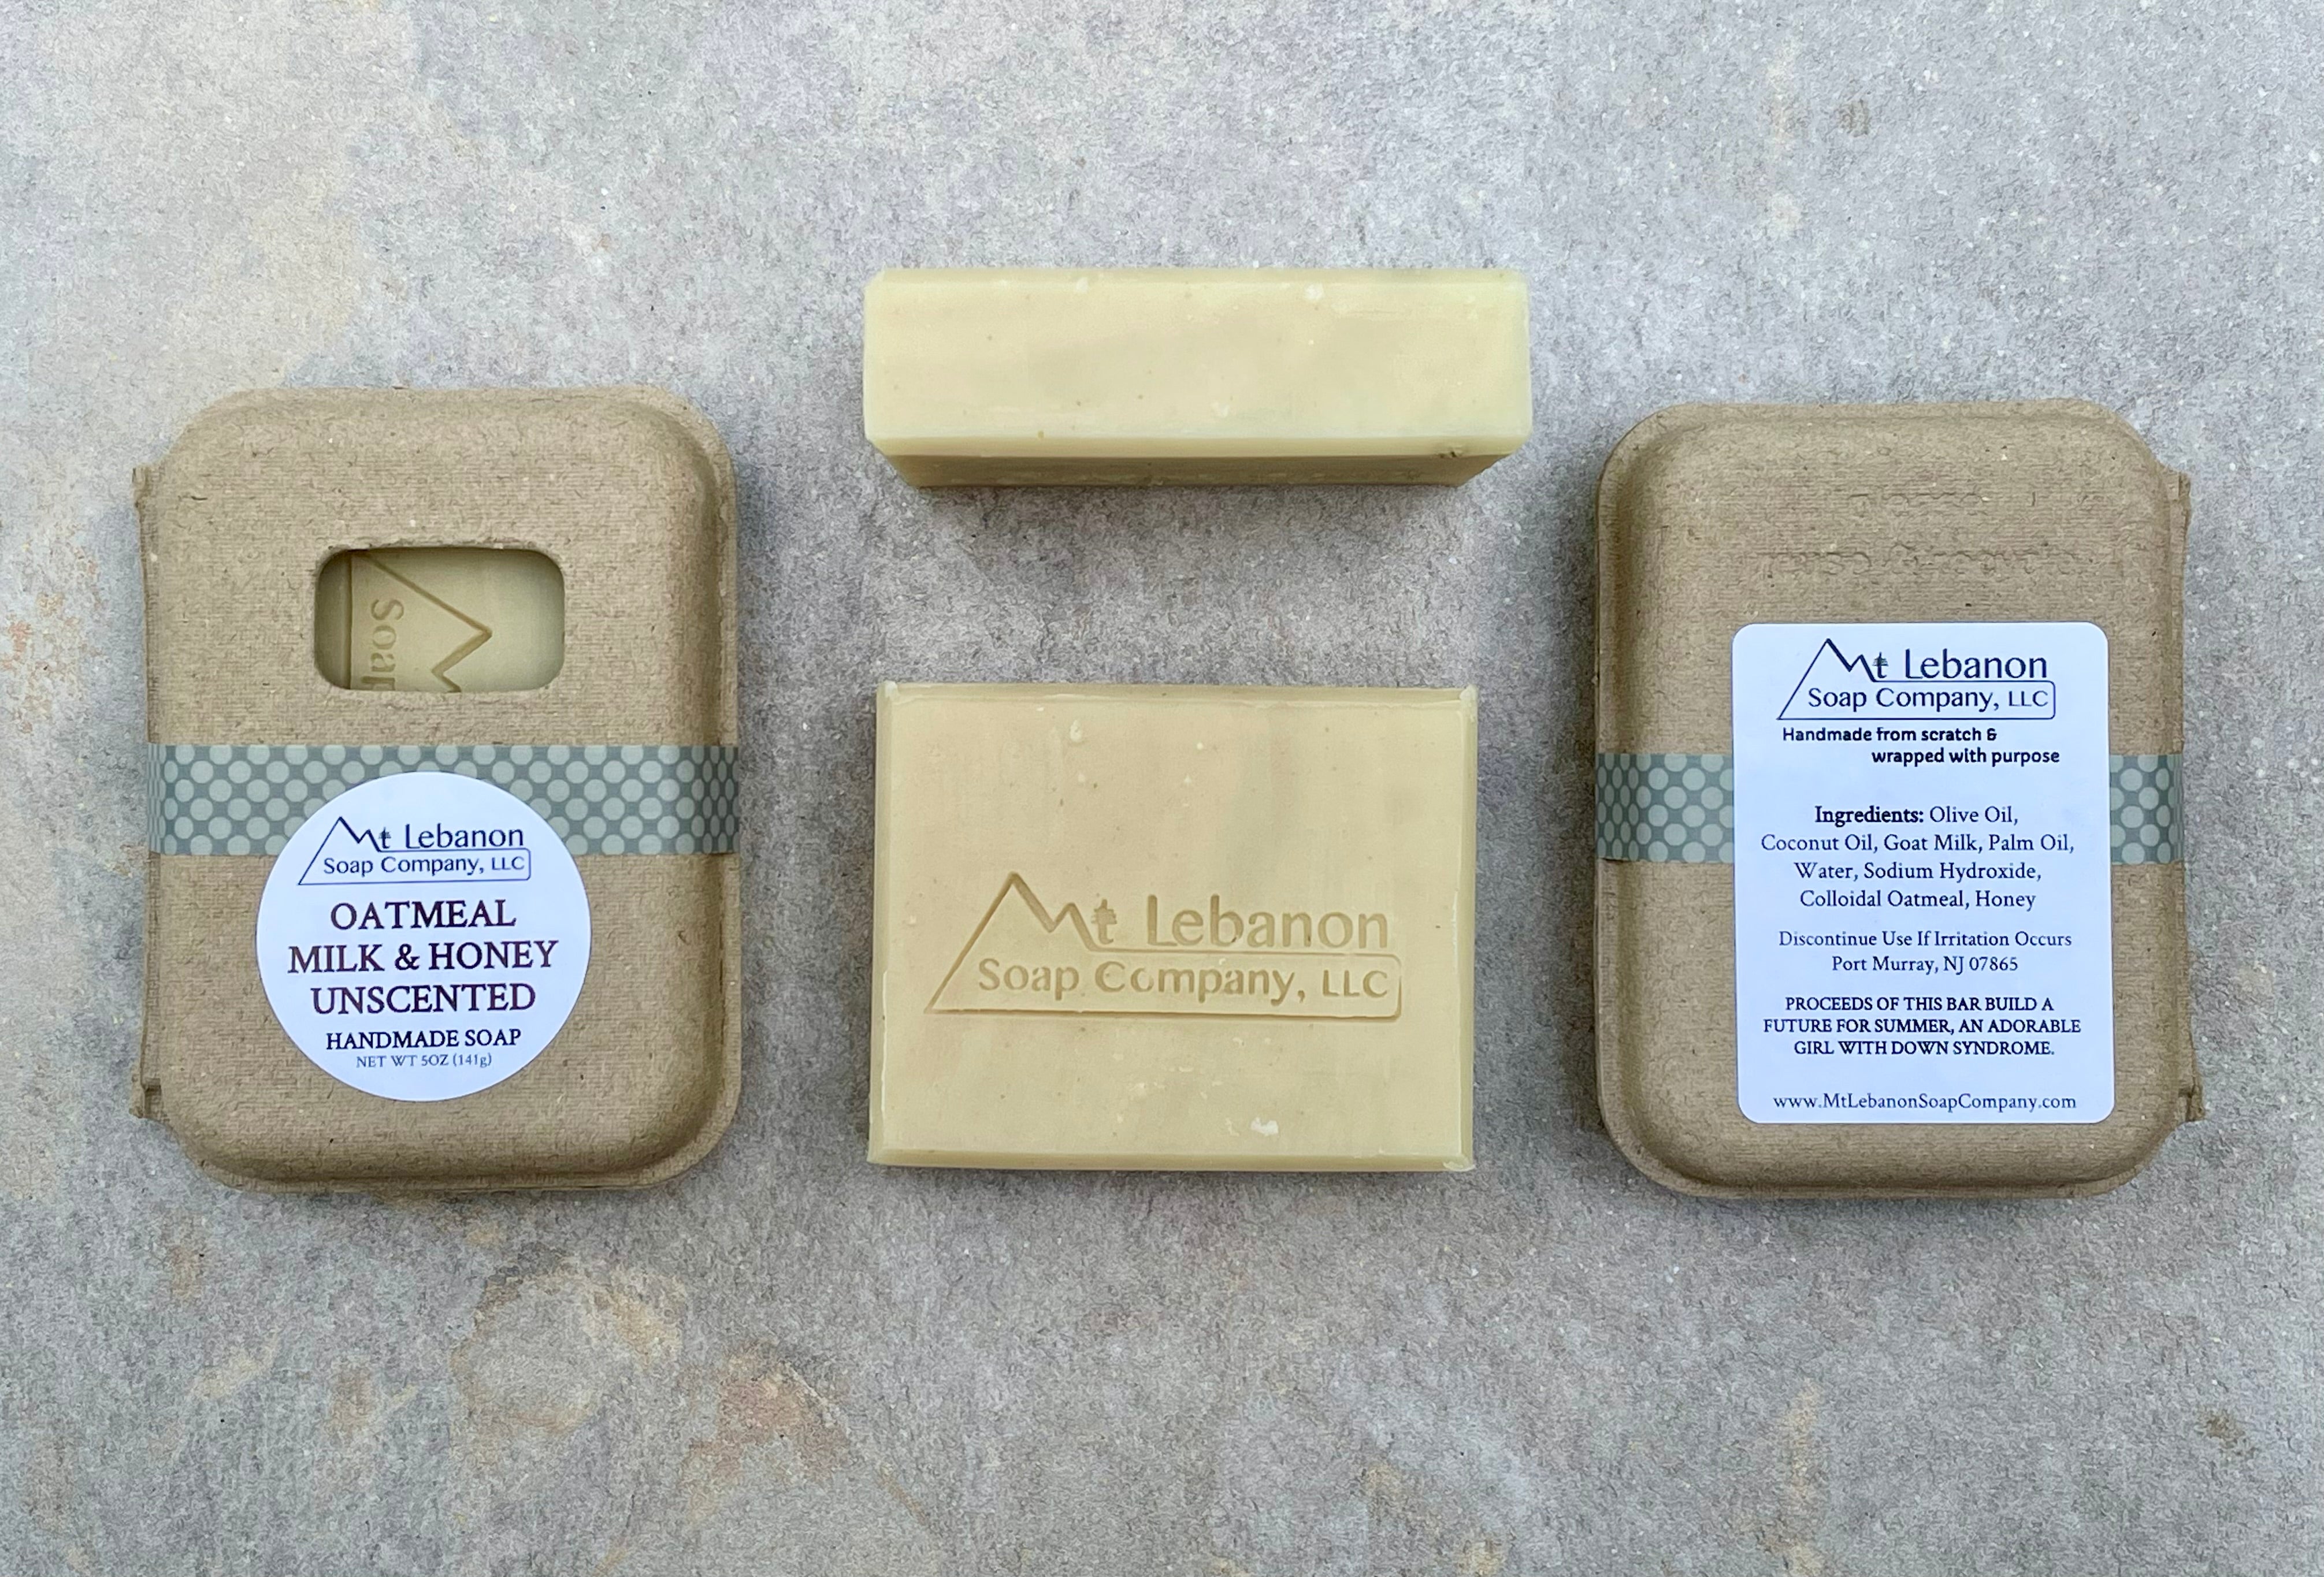 Soap
Mt Lebanon
Soap Company, LLC
OATMEAL
MILK & HONEY
UNSCENTED
HANDMADE SOAP
NET WT 5OZ (141g)
Mt Lebanon
Soap Company, LLC
Mt Lebanon
Soap Company, LLC
Handmade from scratch &
wrapped with purpose
Ingredients: Olive Oil,
Coconut Oil, Goat Milk, Palm Oil,
Water, Sodium Hydroxide,
Colloidal Oatmeal, Honey
Discontinue Use If Irritation Occurs
Port Murray, NJ 07865
PROCEEDS OF THIS BAR BUILD A
FUTURE FOR SUMMER, AN ADORABLE
GIRL WITH DOWN SYNDROME.
www.MtLebanonSoapCompany.com